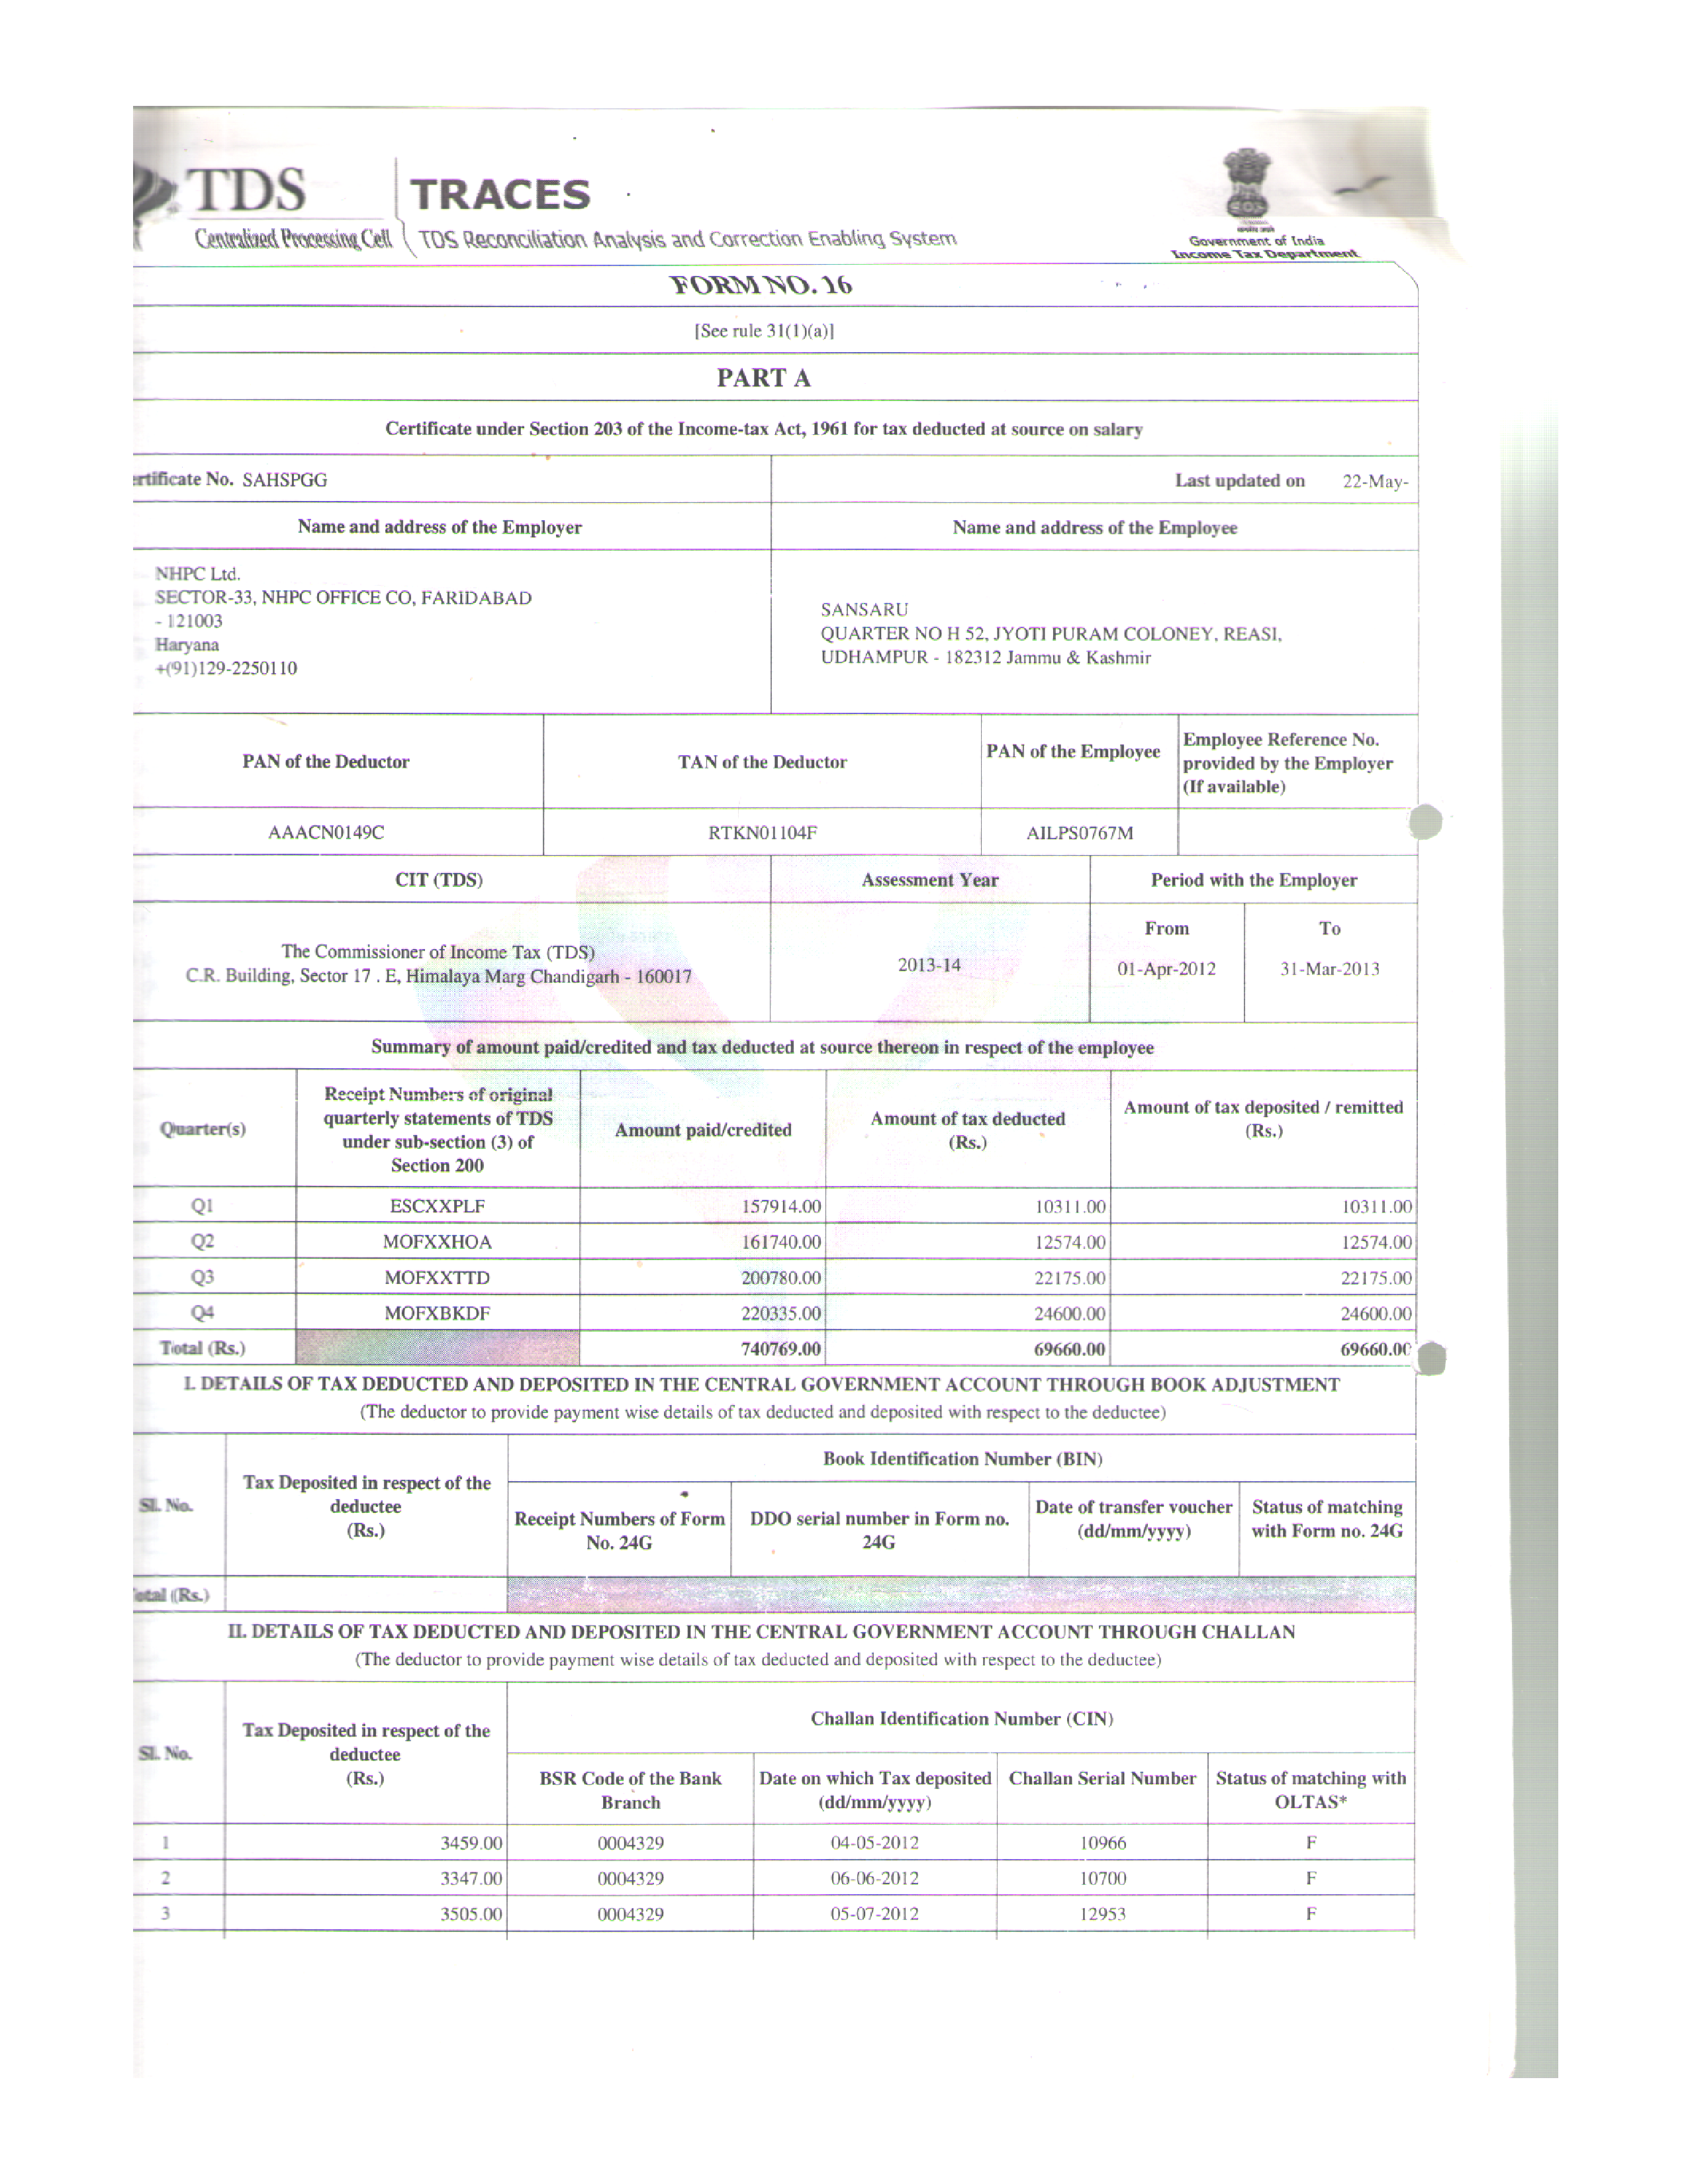 TDS
TRACES
Centralized Processing Cell
TDS Reconciliation Analysis and Correction Enabling System
Government of India
Income Tax Department
FORM NO. 16
[See rule 31(1)(a)]
PART A
Certificate under Section 203 of the Income-tax Act, 1961 for tax deducted at source on salary
ertificate No. SAHSPGG Last updated on 22-May-
Name and address of the Employer Name and address of the Employee
NHPC Ltd.
SECTOR-33, NHPC OFFICE CO, FARIDABAD
- 121003
Haryana
+(91)129-2250110
SANSARU
QUARTER NO H 52, JYOTI PURAM COLONEY, REASI,
UDHAMPUR - 182312 Jammu & Kashmir
PAN of the Deductor TAN of the Deductor PAN of the Employee
Employee Reference No.
provided by the Employer
(If available)
AAACN0149C RTKN01104F AILPS0767M
CIT (TDS) Assessment Year Period with the Employer
The Commissioner of Income Tax (TDS)
C.R. Building, Sector 17 . E, Himalaya Marg Chandigarh - 160017
2013-14
From To
01-Apr-2012 31-Mar-2013
Summary of amount paid/credited and tax deducted at source thereon in respect of the employee
Quarter(s)
Receipt Numbers of original
quarterly statements of TDS
under sub-section (3) of
Section 200
Amount paid/credited
Amount of tax deducted
(Rs.)
Amount of tax deposited / remitted
(Rs.)
Q1 ESCXXPLF 157914.00 10311.00 10311.00
Q2 MOFXXHOA 161740.00 12574.00 12574.00
Q3 MOFXXTTD 200780.00 22175.00 22175.00
Q4 MOFXBKDF 220335.00 24600.00 24600.00
Total (Rs.) 740769.00 69660.00 69660.00
I. DETAILS OF TAX DEDUCTED AND DEPOSITED IN THE CENTRAL GOVERNMENT ACCOUNT THROUGH BOOK ADJUSTMENT
(The deductor to provide payment wise details of tax deducted and deposited with respect to the deductee)
Sl. No.
Tax Deposited in respect of the
deductee
(Rs.)
Book Identification Number (BIN)
Receipt Numbers of Form
No. 24G
DDO serial number in Form no.
24G
Date of transfer voucher
(dd/mm/yyyy)
Status of matching
with Form no. 24G
otal (Rs.)
II. DETAILS OF TAX DEDUCTED AND DEPOSITED IN THE CENTRAL GOVERNMENT ACCOUNT THROUGH CHALLAN
(The deductor to provide payment wise details of tax deducted and deposited with respect to the deductee)
Sl. No.
Tax Deposited in respect of the
deductee
(Rs.)
Challan Identification Number (CIN)
BSR Code of the Bank
Branch
Date on which Tax deposited
(dd/mm/yyyy)
Challan Serial Number
Status of matching with
OLTAS*
1 3459.00 0004329 04-05-2012 10966 F
2 3347.00 0004329 06-06-2012 10700 F
3 3505.00 0004329 05-07-2012 12953 F